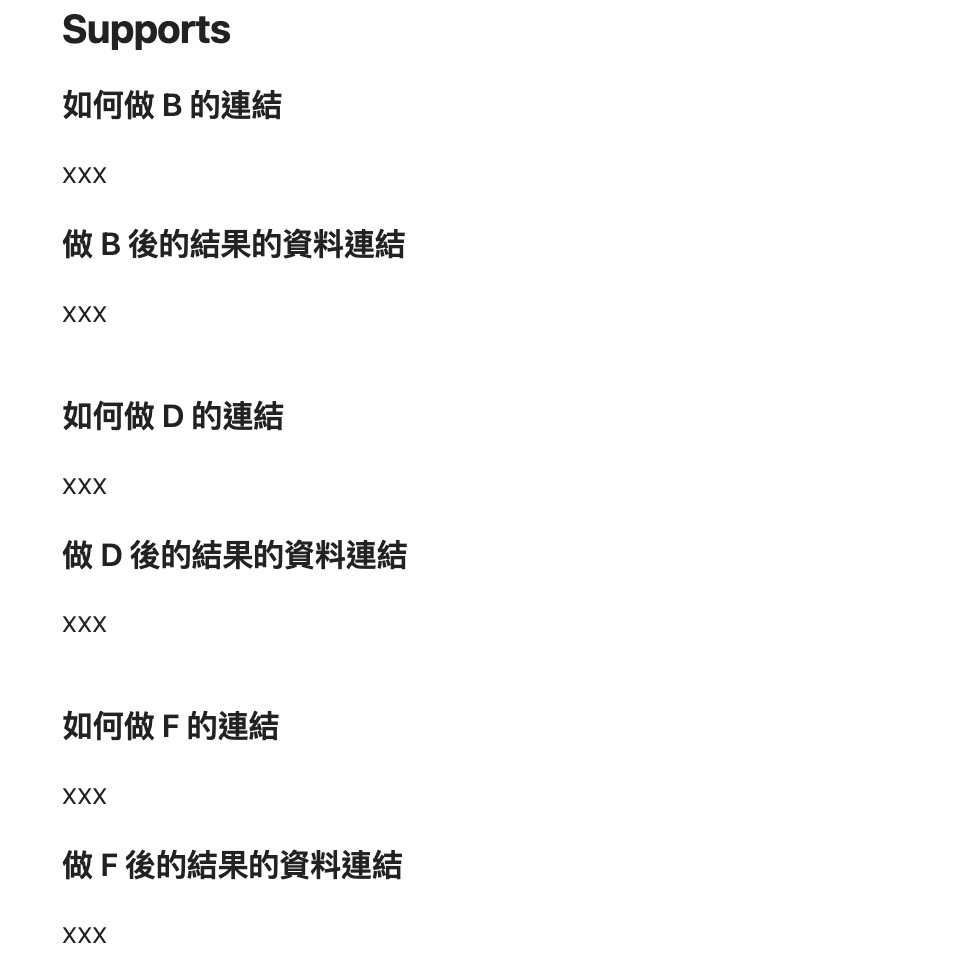 Supports
如何做 B 的連結
xxx
做 B 後的結果的資料連結
xxx
如何做 D 的連結
xxx
做 D 後的結果的資料連結
xxx
如何做 F 的連結
xxx
做 F 後的結果的資料連結
xxx